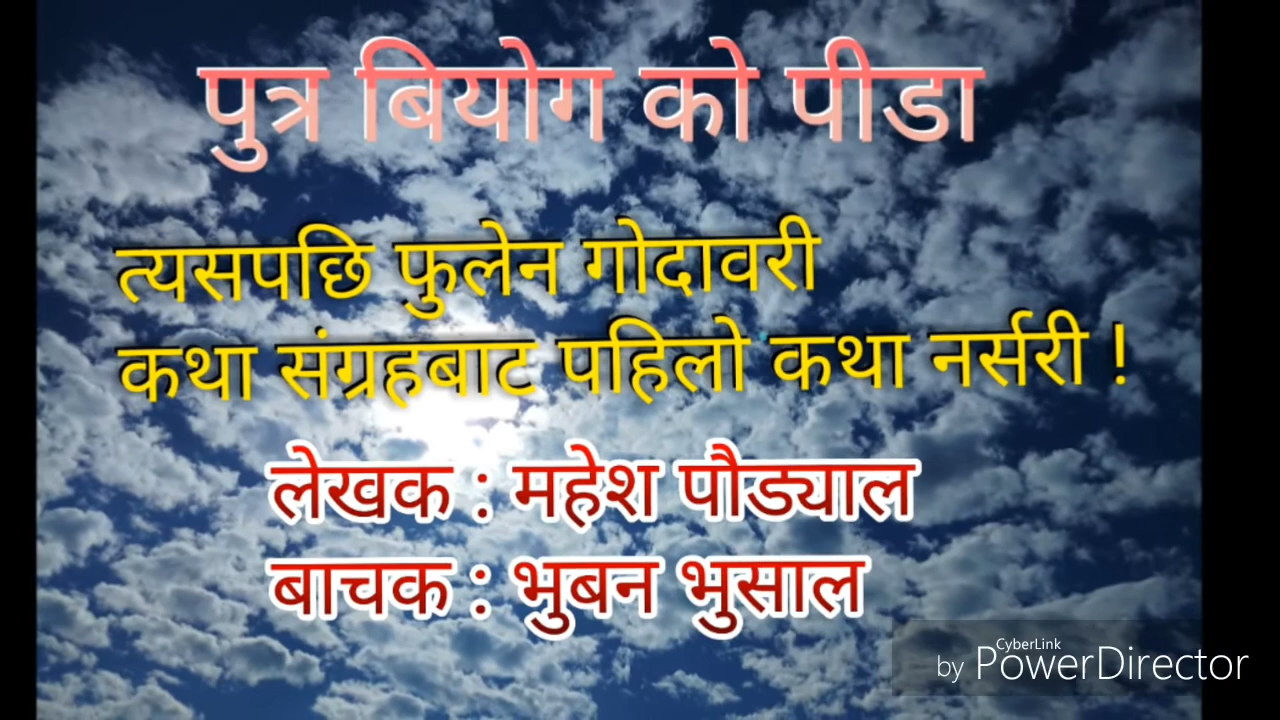 पुत्र बियोग को पीडा
त्यसपछि फुलेन गोदावरी
कथा संग्रहबाट पहिलो कथा नर्सरी !
लेखक : महेश पौड्याल
बाचक : भुबन भुसाल
CyberLink
by PowerDirector